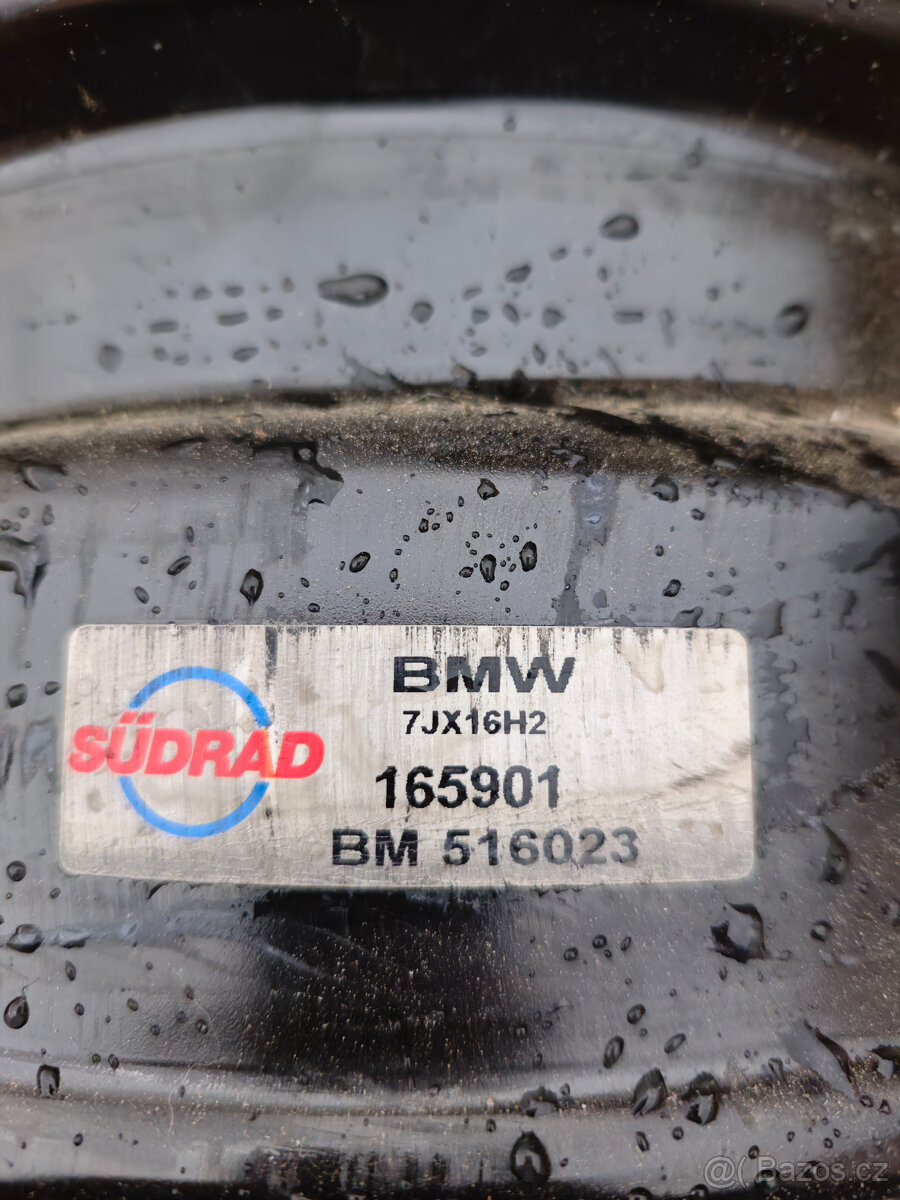 BMW
7JX16H2
SÜDRAD
165901
BM 516023
@( Bazos.cz